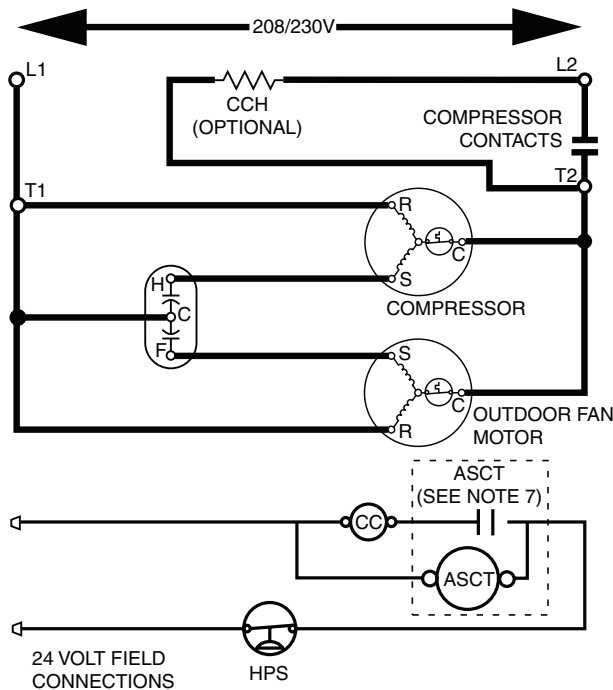 208/230V
L1
L2
CCH
(OPTIONAL)
COMPRESSOR
CONTACTS
T2
T1
R
C
S
COMPRESSOR
H
C
F
S
C
R
OUTDOOR FAN
MOTOR
ASCT
(SEE NOTE 7)
CC
ASCT
24 VOLT FIELD
CONNECTIONS
HPS